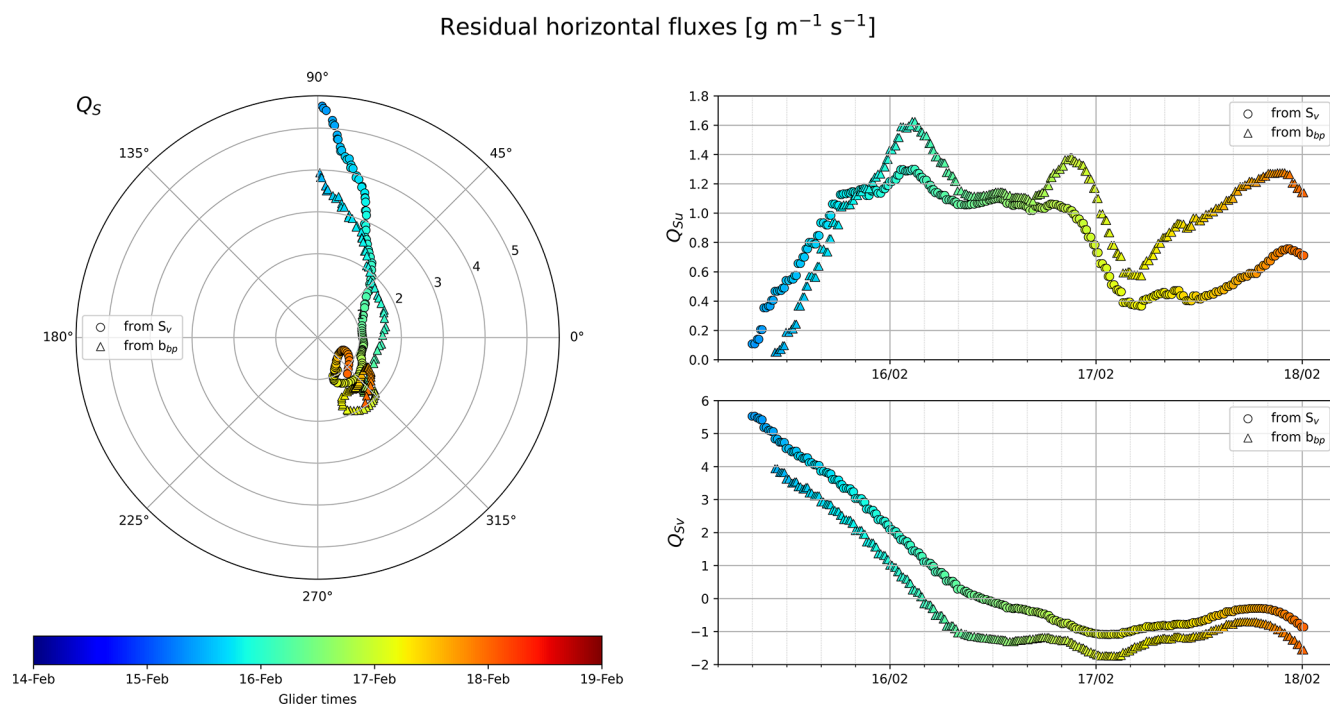 Residual horizontal fluxes [g m⁻¹ s⁻¹]
Q_S
90°
135°
45°
5
4
3
2
1
180°
0°
from S_v
from b_bp
225°
315°
270°
14-Feb 15-Feb 16-Feb 17-Feb 18-Feb 19-Feb
Glider times
Q_Su
1.8
1.6
1.4
1.2
1.0
0.8
0.6
0.4
0.2
0.0
from S_v
from b_bp
16/02 17/02 18/02
Q_Sv
6
5
4
3
2
1
0
−1
−2
from S_v
from b_bp
16/02 17/02 18/02